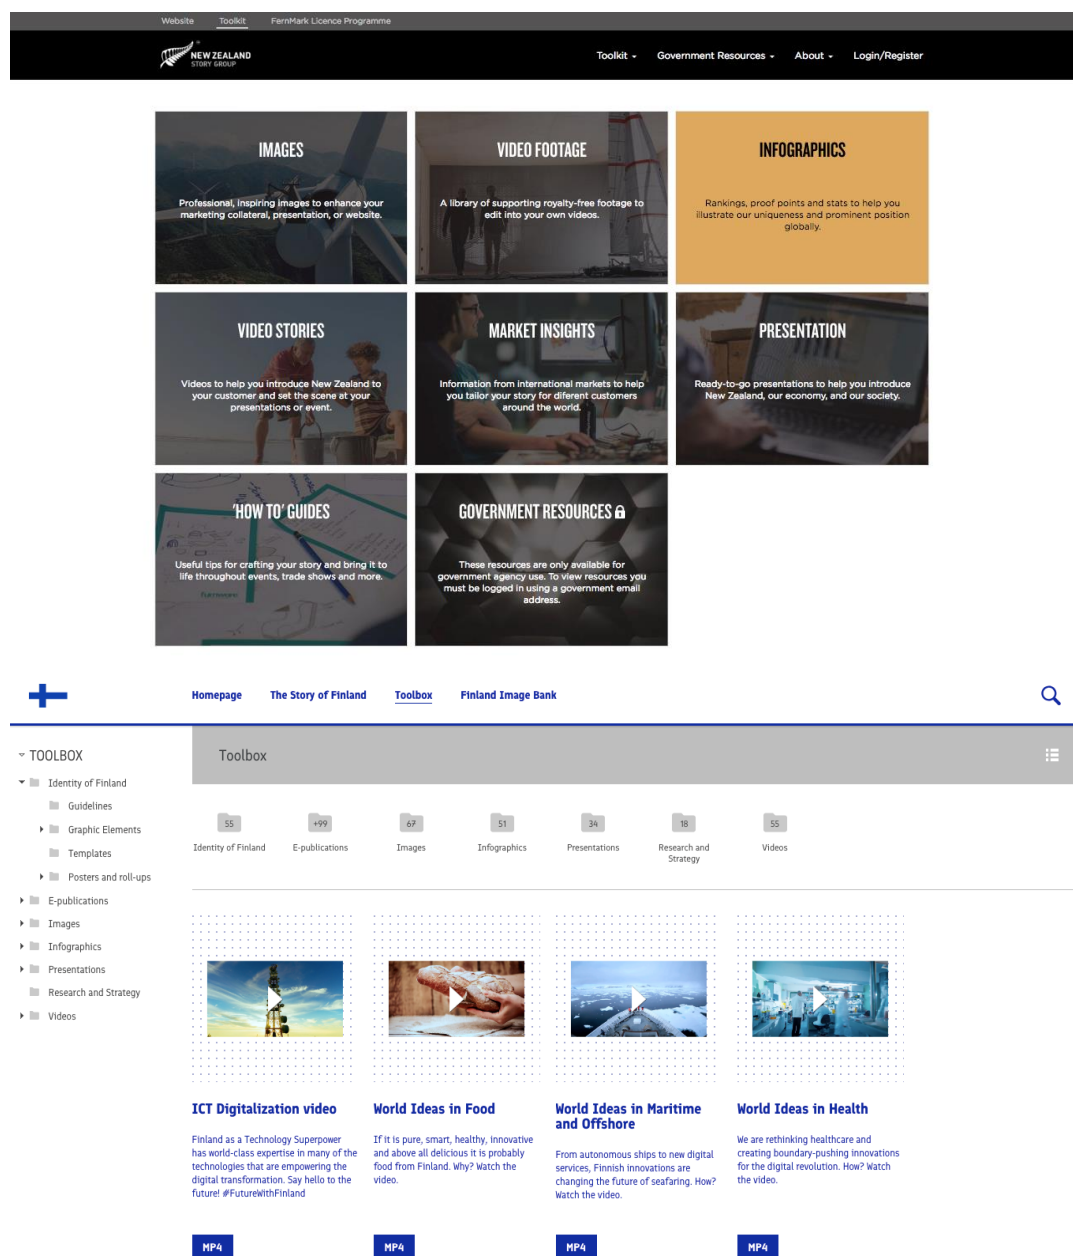 Website Toolkit FernMark Licence Programme
NEW ZEALAND
STORY GROUP
Toolkit Government Resources About Login/Register
IMAGES
Professional, inspiring images to enhance your
marketing collateral, presentation, or website.
VIDEO FOOTAGE
A library of supporting royalty-free footage to
edit into your own videos.
INFOGRAPHICS
Rankings, proof points and stats to help you
illustrate our uniqueness and prominent position
globally.
VIDEO STORIES
Videos to help you introduce New Zealand to
your customer and set the scene at your
presentations or event.
MARKET INSIGHTS
Information from international markets to help
you tailor your story for diferent customers
around the world.
PRESENTATION
Ready-to-go presentations to help you introduce
New Zealand, our economy, and our society.
'HOW TO' GUIDES
Useful tips for crafting your story and bring it to
life throughout events, trade shows and more.
GOVERNMENT RESOURCES
These resources are only available for
government agency use. To view resources you
must be logged in using a government email
address.
Homepage The Story of Finland Toolbox Finland Image Bank
TOOLBOX
Identity of Finland
Guidelines
Graphic Elements
Templates
Posters and roll-ups
E-publications
Images
Infographics
Presentations
Research and Strategy
Videos
Toolbox
55 +99 67 51 34 18 55
Identity of Finland E-publications Images Infographics Presentations Research and Videos
Strategy
ICT Digitalization video
Finland as a Technology Superpower
has world-class expertise in many of the
technologies that are empowering the
digital transformation. Say hello to the
future! #FutureWithFinland
MP4
World Ideas in Food
If it is pure, smart, healthy, innovative
and above all delicious it is probably
food from Finland. Why? Watch the
video.
MP4
World Ideas in Maritime
and Offshore
From autonomous ships to new digital
services, Finnish innovations are
changing the future of seafaring. How?
Watch the video.
MP4
World Ideas in Health
We are rethinking healthcare and
creating boundary-pushing innovations
for the digital revolution. How? Watch
the video.
MP4